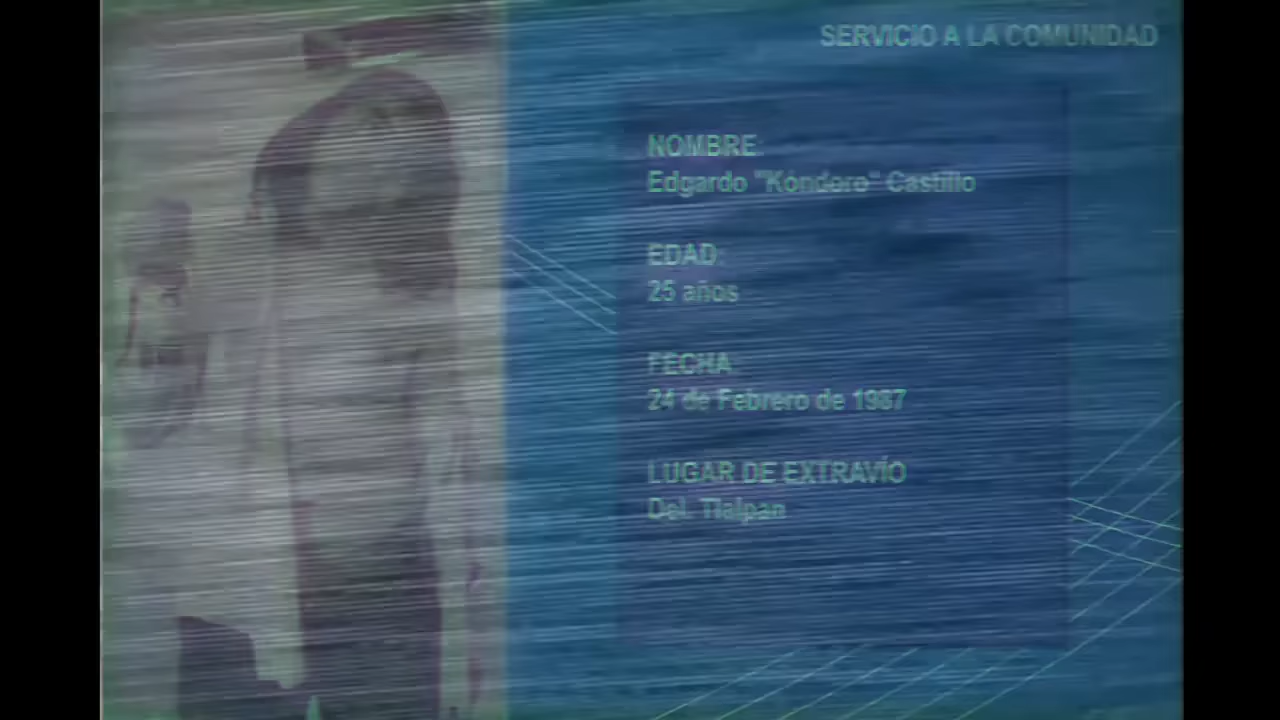 SERVICIO A LA COMUNIDAD
NOMBRE:
Edgardo "Kóndoro" Castillo
EDAD:
25 años
FECHA:
24 de Febrero de 1987
LUGAR DE EXTRAVÍO
Del. Tlalpan